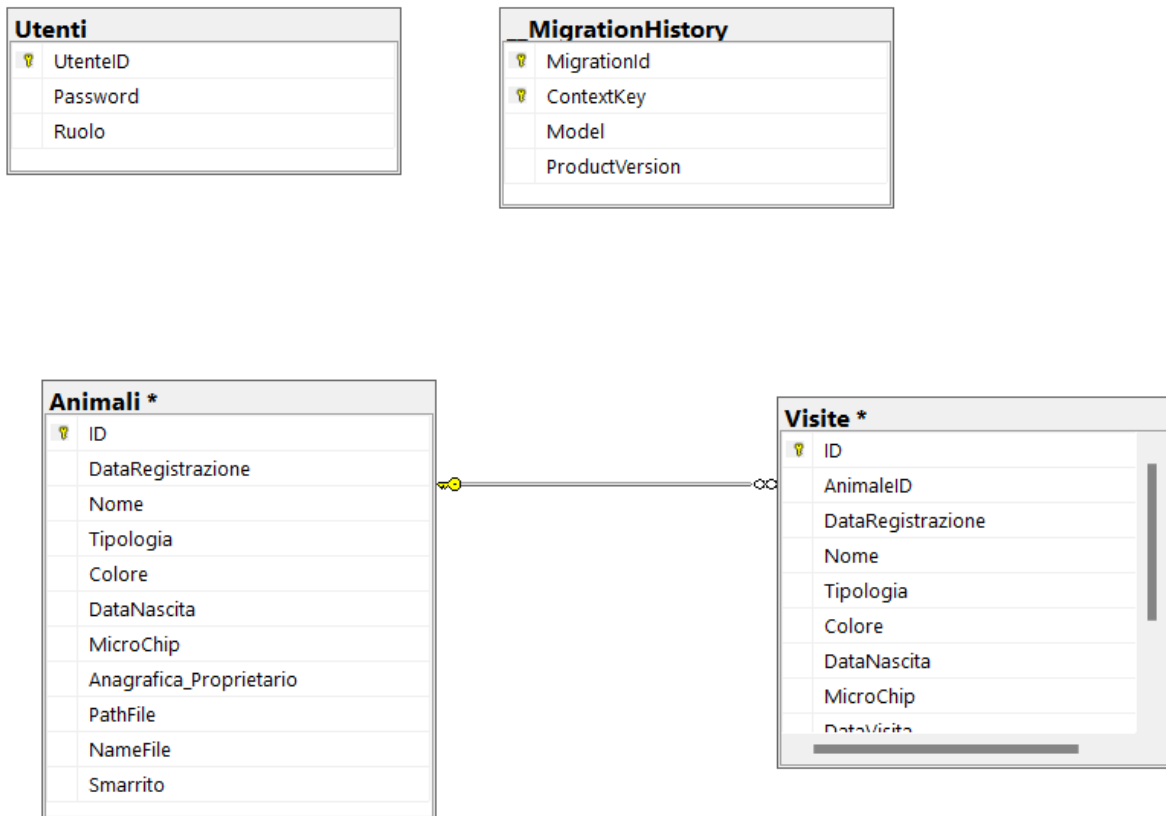 Utenti
UtenteID
Password
Ruolo
__MigrationHistory
MigrationId
ContextKey
Model
ProductVersion
Animali *
ID
DataRegistrazione
Nome
Tipologia
Colore
DataNascita
MicroChip
Anagrafica_Proprietario
PathFile
NameFile
Smarrito
Visite *
ID
AnimaleID
DataRegistrazione
Nome
Tipologia
Colore
DataNascita
MicroChip
DataVisita